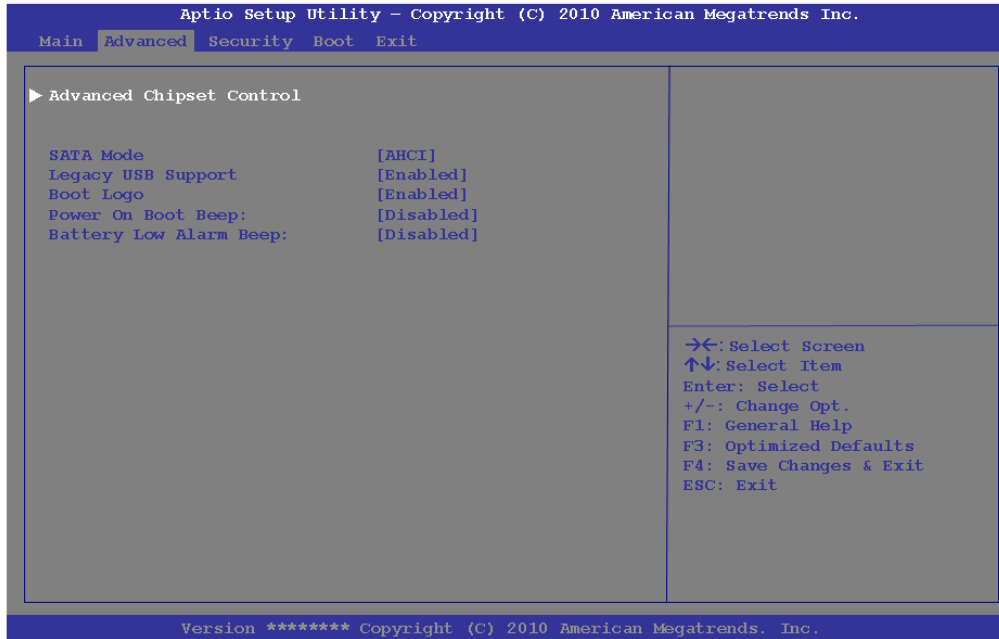 Aptio Setup Utility – Copyright (C) 2010 American Megatrends Inc.
Main Advanced Security Boot Exit
▶ Advanced Chipset Control
SATA Mode [AHCI]
Legacy USB Support [Enabled]
Boot Logo [Enabled]
Power On Boot Beep: [Disabled]
Battery Low Alarm Beep: [Disabled]
→←: Select Screen
↑↓: Select Item
Enter: Select
+/-: Change Opt.
F1: General Help
F3: Optimized Defaults
F4: Save Changes & Exit
ESC: Exit
Version ******** Copyright (C) 2010 American Megatrends. Inc.